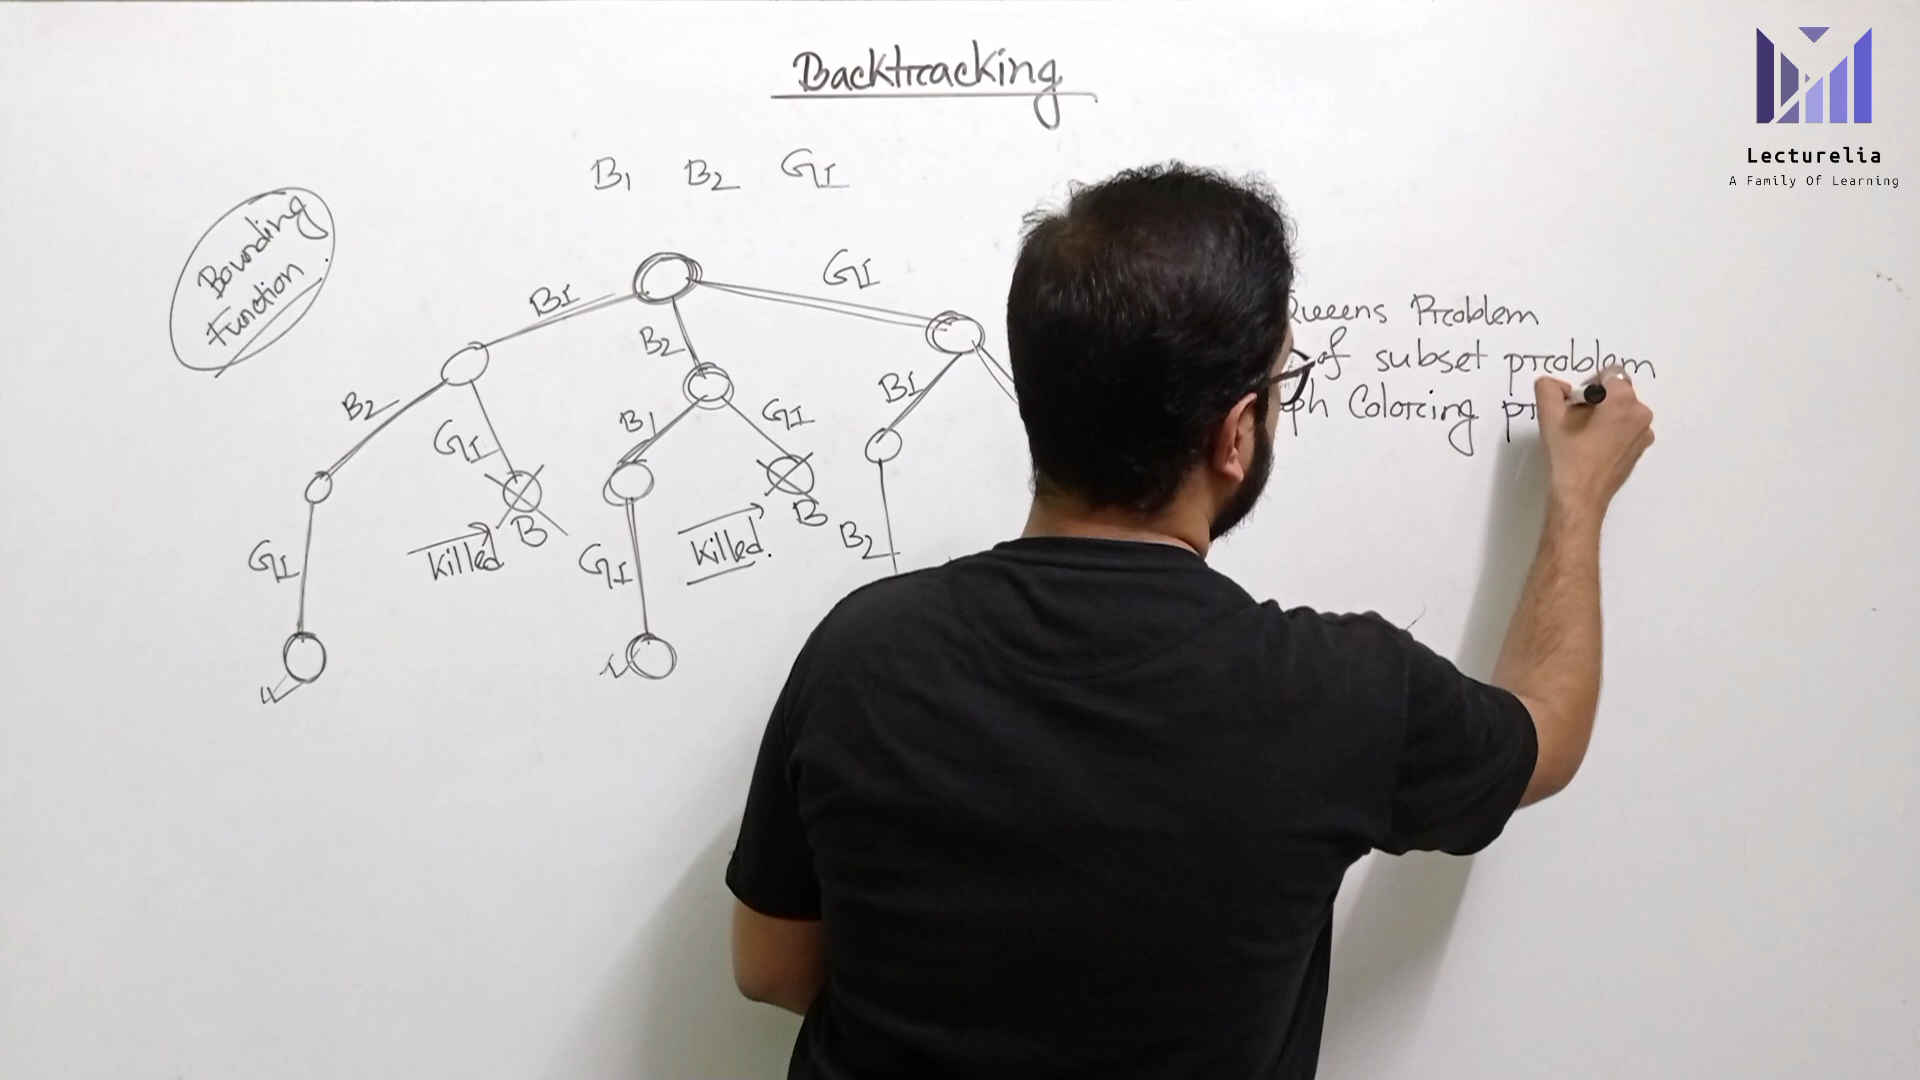 Backtracking
Lecturelia
A Family Of Learning
B1 B2 G1
Bounding
Function
B1
B2
G1
B2
G1
B1
G1
B1
G1
killed
B
G1
killed.
B
B2
Queens Problem
of subset problem
Coloring